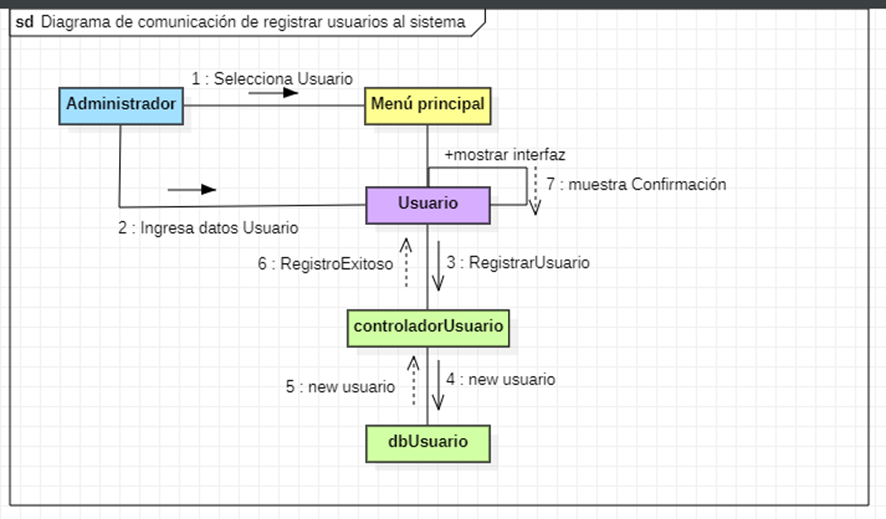 sd Diagrama de comunicación de registrar usuarios al sistema
1 : Selecciona Usuario
Administrador
Menú principal
+mostrar interfaz
7 : muestra Confirmación
Usuario
2 : Ingresa datos Usuario
6 : RegistroExitoso
3 : RegistrarUsuario
controladorUsuario
5 : new usuario
4 : new usuario
dbUsuario